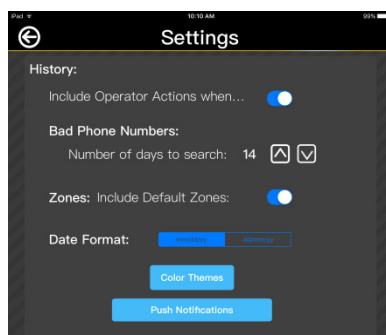 iPad 10:10 AM 99%
Settings
History:
Include Operator Actions when...
Bad Phone Numbers:
Number of days to search: 14
Zones: Include Default Zones:
Date Format:
Color Themes
Push Notifications